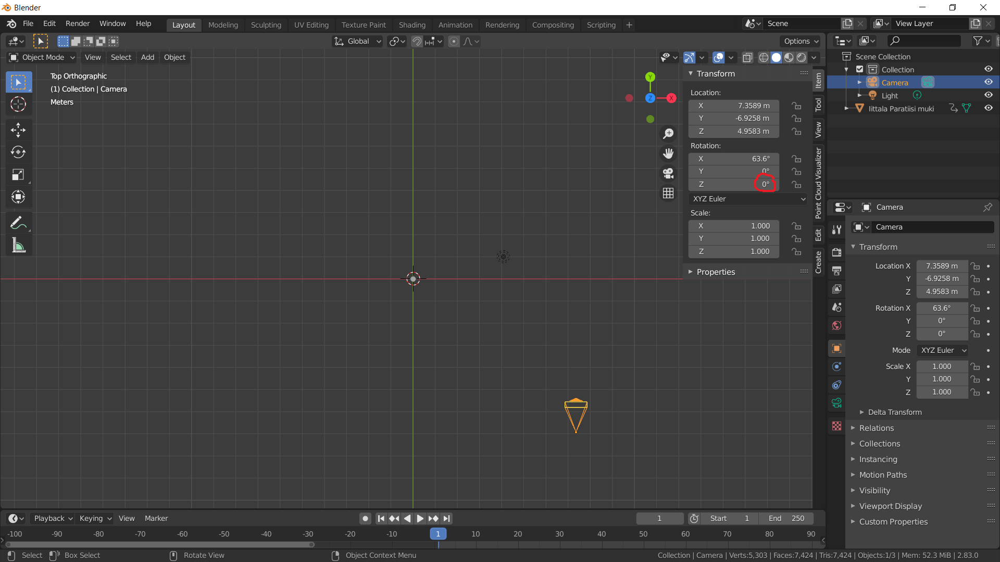 Blender
File Edit Render Window Help
Layout Modeling Sculpting UV Editing Texture Paint Shading Animation Rendering Compositing Scripting +
Scene
View Layer
Global
Options
Object Mode View Select Add Object
Top Orthographic
(1) Collection | Camera
Meters
Y
Z
X
Transform
Location:
X 7.3589 m
Y -6.9258 m
Z 4.9583 m
Rotation:
X 63.6°
Y 0°
Z 0°
XYZ Euler
Scale:
X 1.000
Y 1.000
Z 1.000
Properties
Item
Tool
View
Point Cloud Visualizer
Edit
Create
Scene Collection
Collection
Camera
Light
Iittala Paratiisi muki
Camera
Camera
Transform
Location X 7.3589 m
Y -6.9258 m
Z 4.9583 m
Rotation X 63.6°
Y 0°
Z 0°
Mode XYZ Euler
Scale X 1.000
Y 1.000
Z 1.000
Delta Transform
Relations
Collections
Instancing
Motion Paths
Visibility
Viewport Display
Custom Properties
Playback Keying View Marker
1
Start 1
End 250
-100 -90 -80 -70 -60 -50 -40 -30 -20 -10 1 10 20 30 40 50 60 70 80 90
Select Box Select Rotate View Object Context Menu
Collection | Camera | Verts:5,303 | Faces:7,424 | Tris:7,424 | Objects:1/3 | Mem: 52.3 MiB | 2.83.0